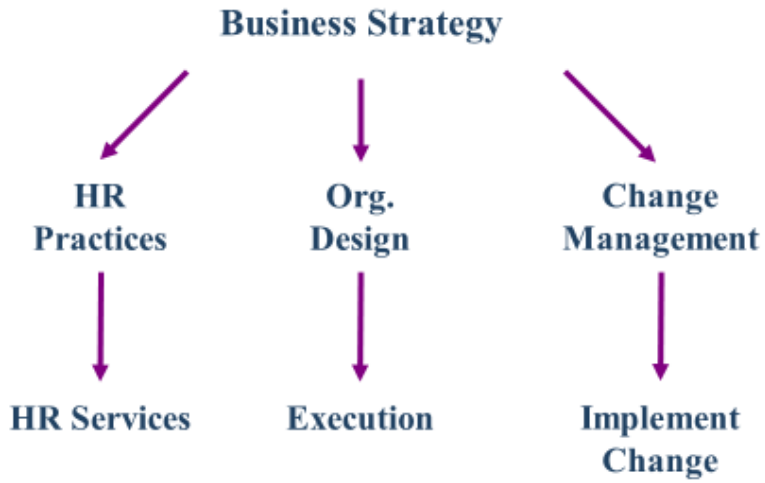 Business Strategy
HR
Practices
Org.
Design
Change
Management
HR Services
Execution
Implement
Change